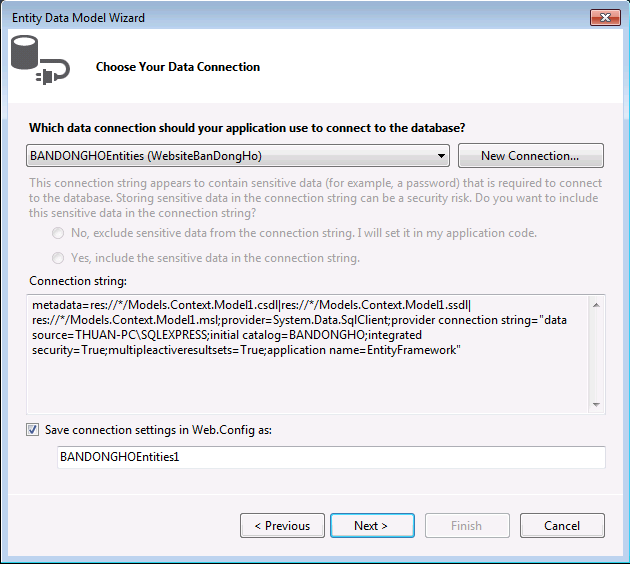 Entity Data Model Wizard
Choose Your Data Connection
Which data connection should your application use to connect to the database?
BANDONGHOEntities (WebsiteBanDongHo)
New Connection...
This connection string appears to contain sensitive data (for example, a password) that is required to connect
to the database. Storing sensitive data in the connection string can be a security risk. Do you want to include
this sensitive data in the connection string?
No, exclude sensitive data from the connection string. I will set it in my application code.
Yes, include the sensitive data in the connection string.
Connection string:
metadata=res://*/Models.Context.Model1.csdl|res://*/Models.Context.Model1.ssdl|
res://*/Models.Context.Model1.msl;provider=System.Data.SqlClient;provider connection string="data
source=THUAN-PC\SQLEXPRESS;initial catalog=BANDONGHO;integrated
security=True;multipleactiveresultsets=True;application name=EntityFramework"
Save connection settings in Web.Config as:
BANDONGHOEntities1
< Previous
Next >
Finish
Cancel